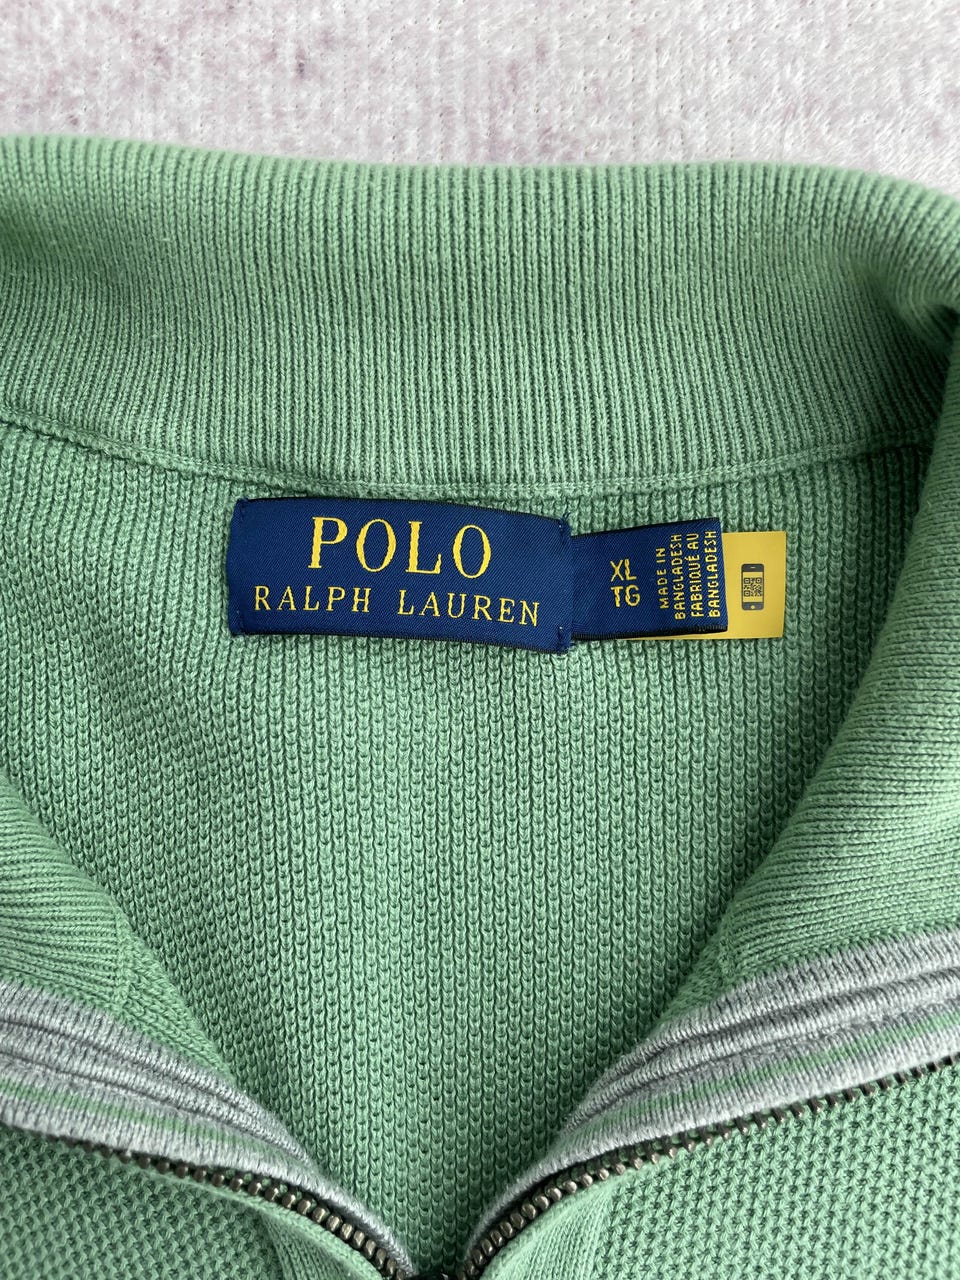 POLO
RALPH LAUREN
XL
TG
MADE IN
BANGLADESH
FABRIQUÉ AU
BANGLADESH